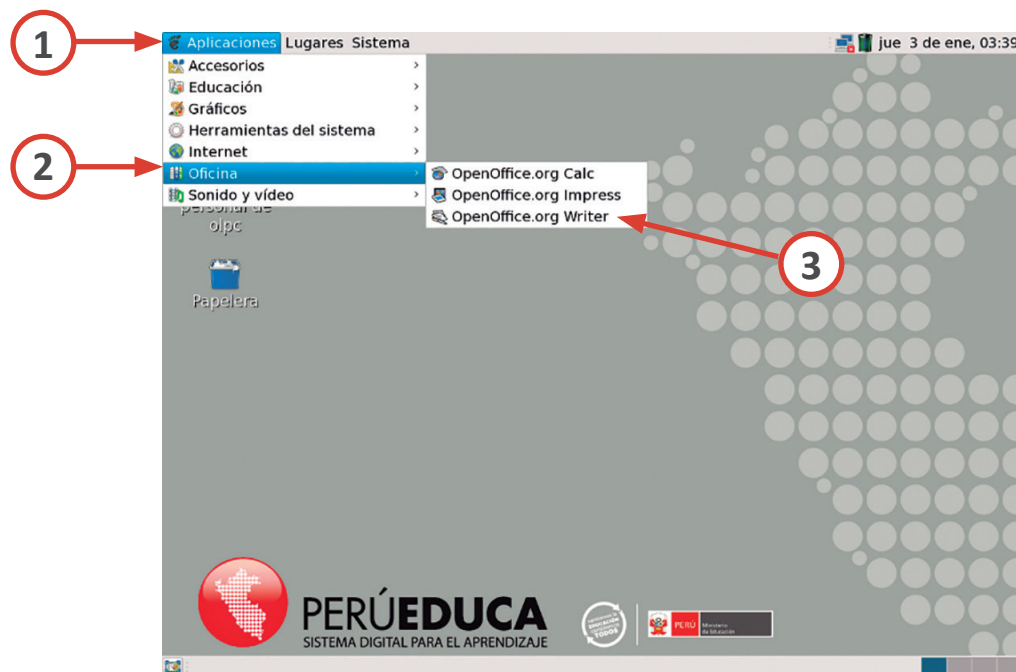 1
Aplicaciones Lugares Sistema
jue 3 de ene, 03:39
Accesorios
Educación
Gráficos
Herramientas del sistema
Internet
2
Oficina
OpenOffice.org Calc
Sonido y vídeo
OpenOffice.org Impress
OpenOffice.org Writer
personal de
olpc
3
Papelera
PERÚEDUCA
SISTEMA DIGITAL PARA EL APRENDIZAJE
EDUCACIÓN
TODOS
PERÚ
Ministerio
de Educación